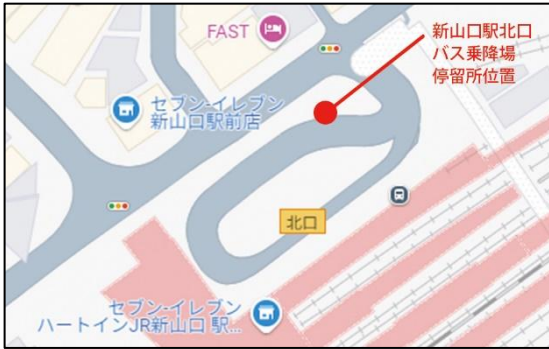 FAST
新山口駅北口
バス乗降場
停留所位置
セブン-イレブン
新山口駅前店
北口
セブン-イレブン
ハートインJR新山口 駅...